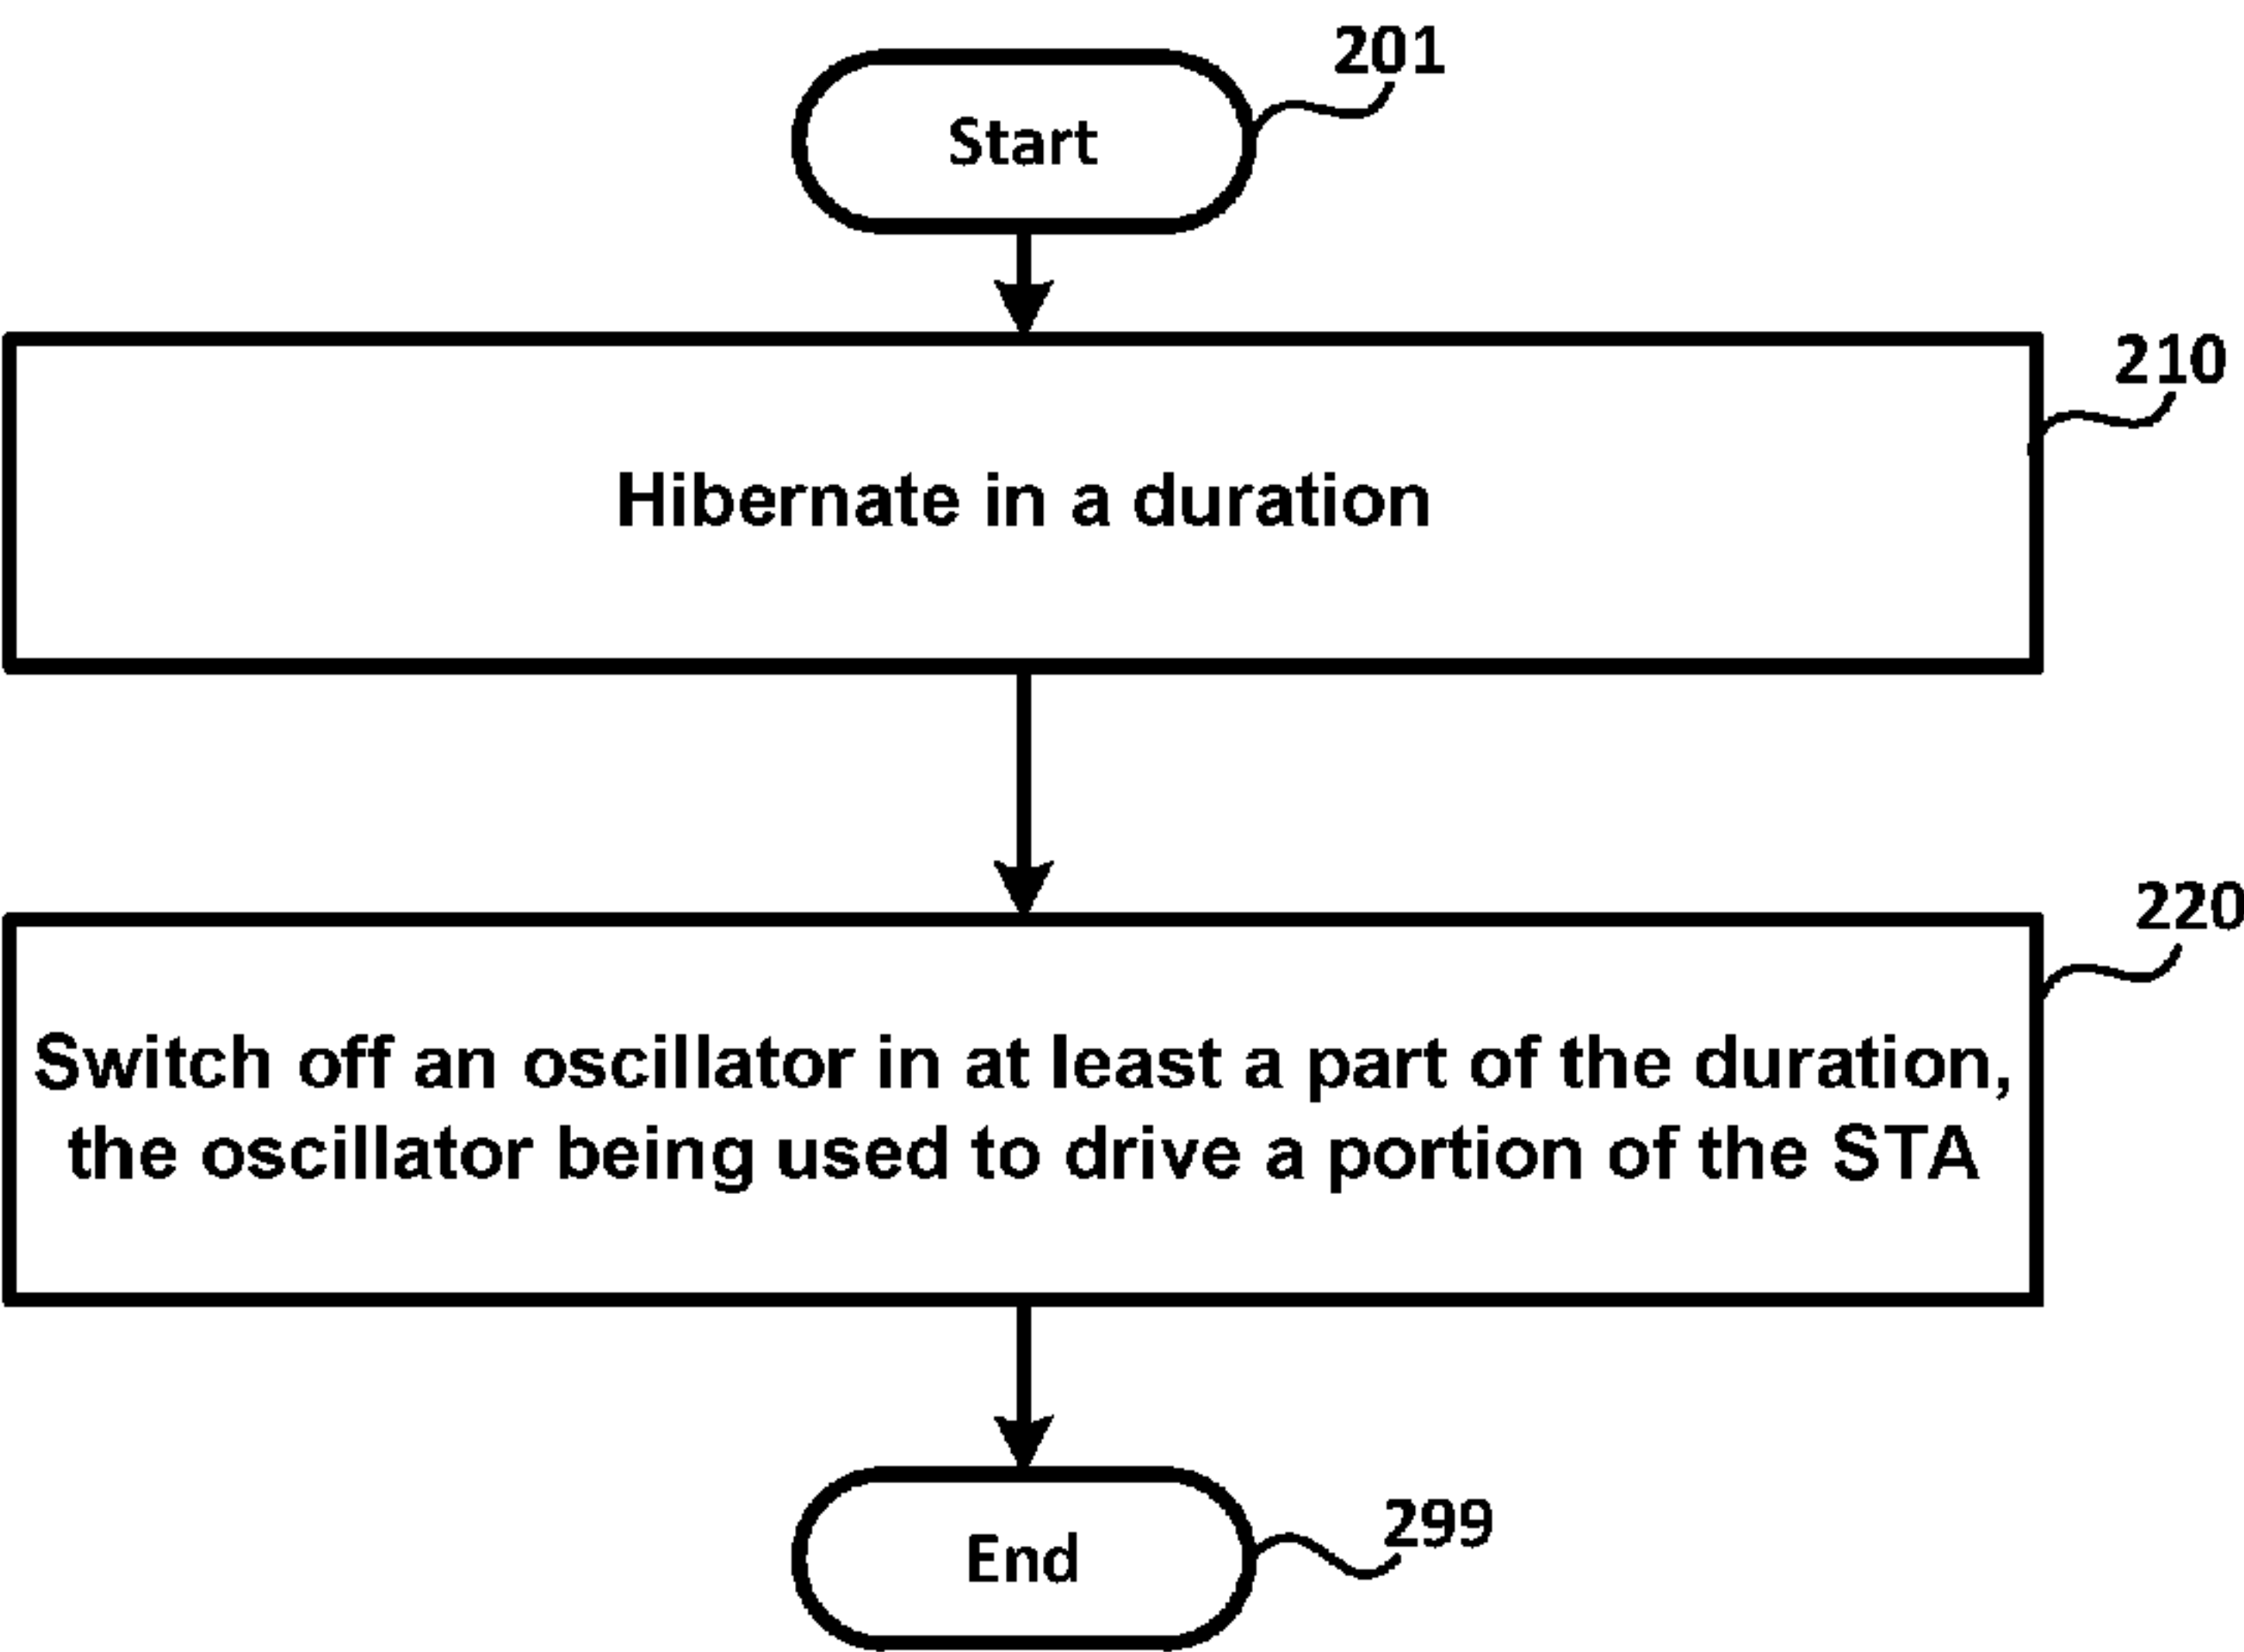 201
Start
210
Hibernate in a duration
220
Switch off an oscillator in at least a part of the duration,
the oscillator being used to drive a portion of the STA
299
End